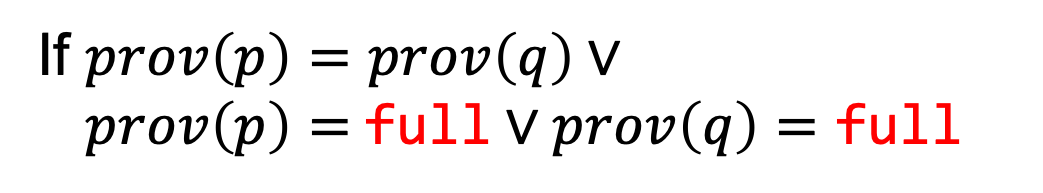 If prov(p) = prov(q) ∨
prov(p) = full ∨ prov(q) = full